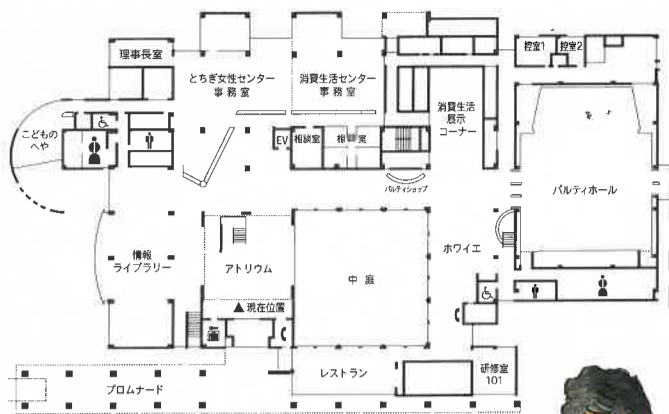 控室1
控室2
理事長室
とちぎ女性センター
事務室
消費生活センター
事務室
消費生活
展示
コーナー
こどもの
へや
EV
相談室
パルティショップ
パルティホール
情報
ライブラリー
アトリウム
中庭
ホワイエ
▲現在位置
レストラン
研修室
101
プロムナード